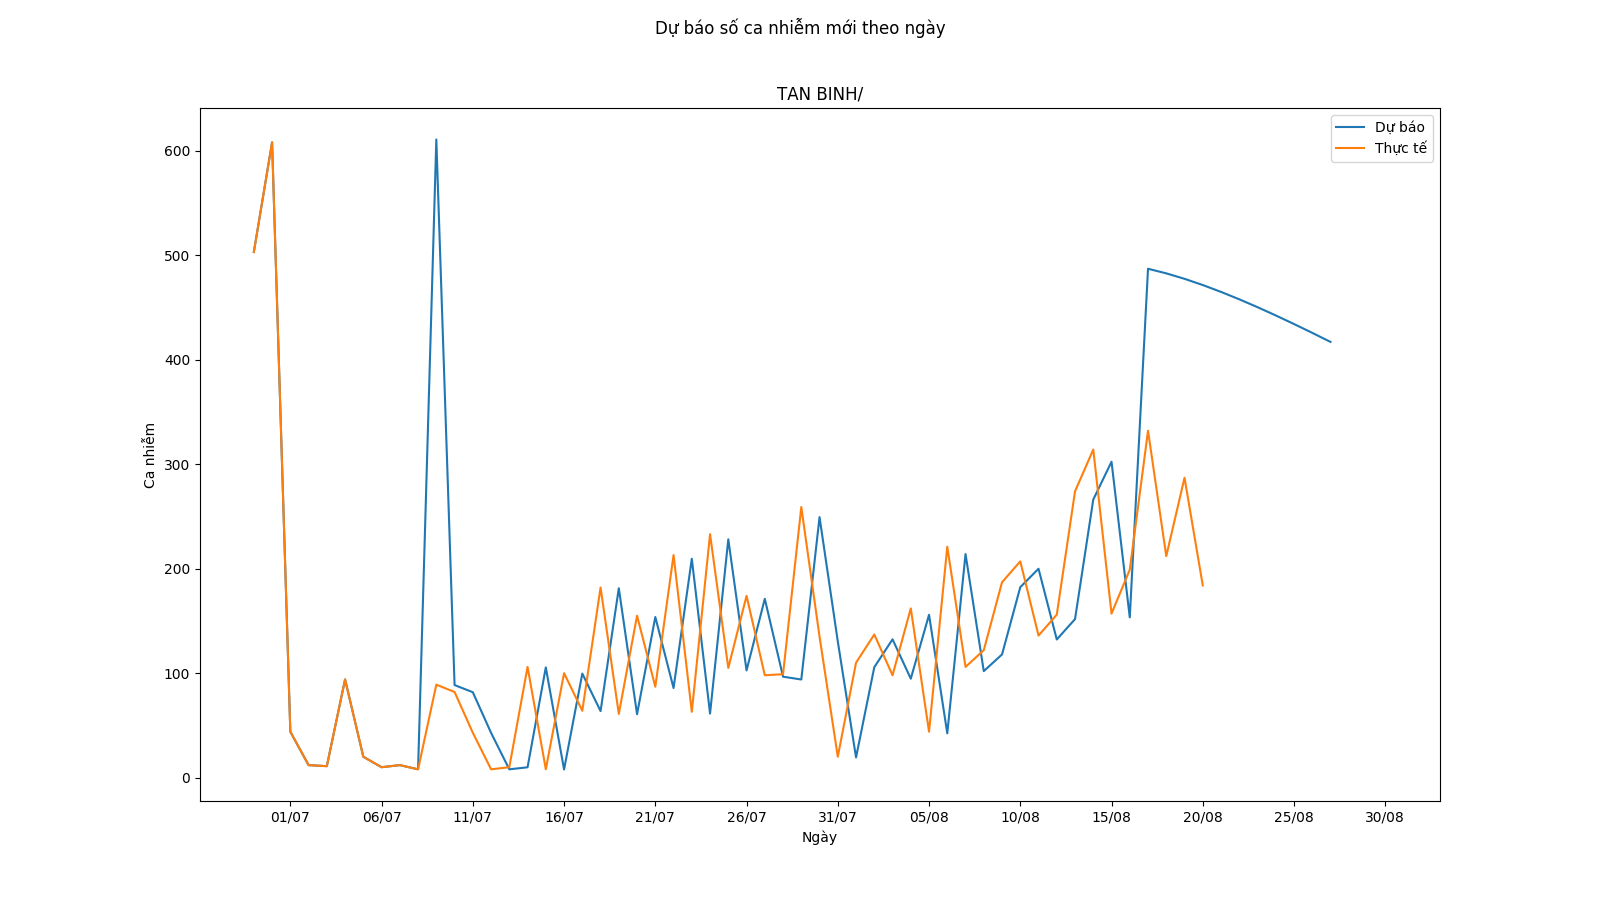 Dự báo số ca nhiễm mới theo ngày
TAN BINH/
Dự báo
Thực tế
600
500
400
300
200
100
0
Ca nhiễm
01/07 06/07 11/07 16/07 21/07 26/07 31/07 05/08 10/08 15/08 20/08 25/08 30/08
Ngày